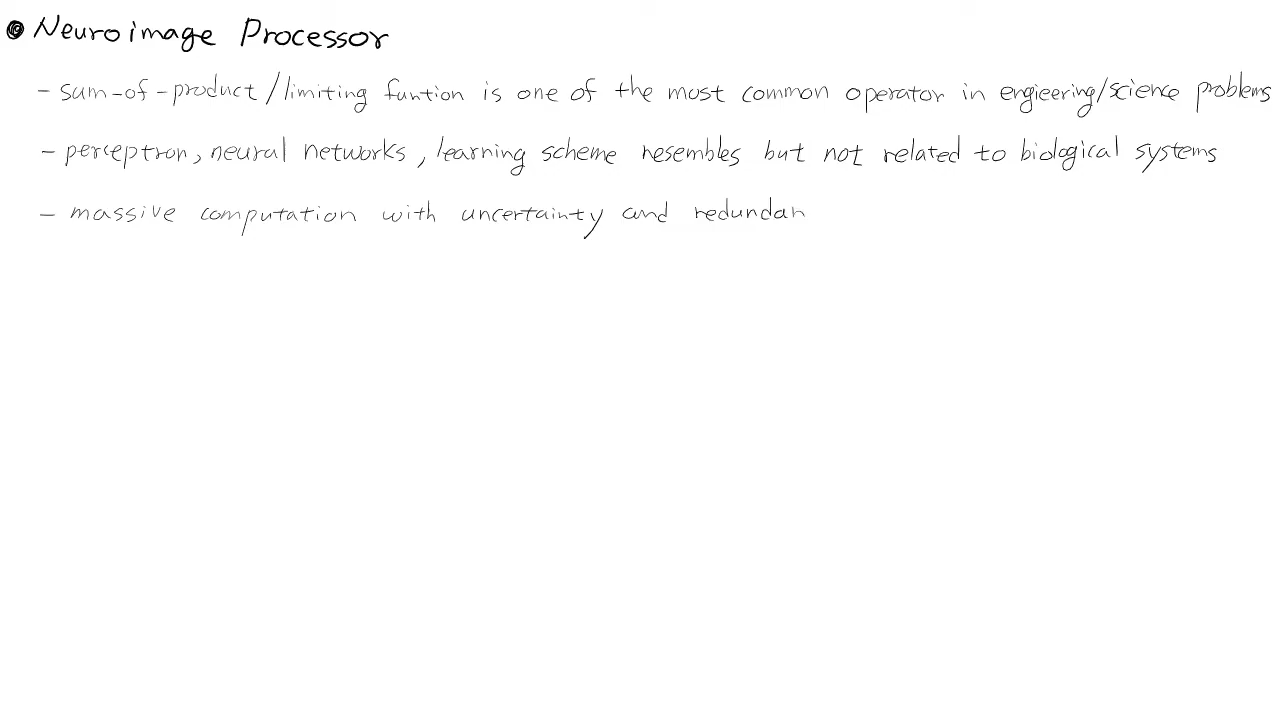 ● Neuroimage Processor
- sum-of-product/limiting funtion is one of the most common operator in engieering/science problems
- perceptron, neural networks, learning scheme resembles but not related to biological systems
- massive computation with uncertainty and redundan